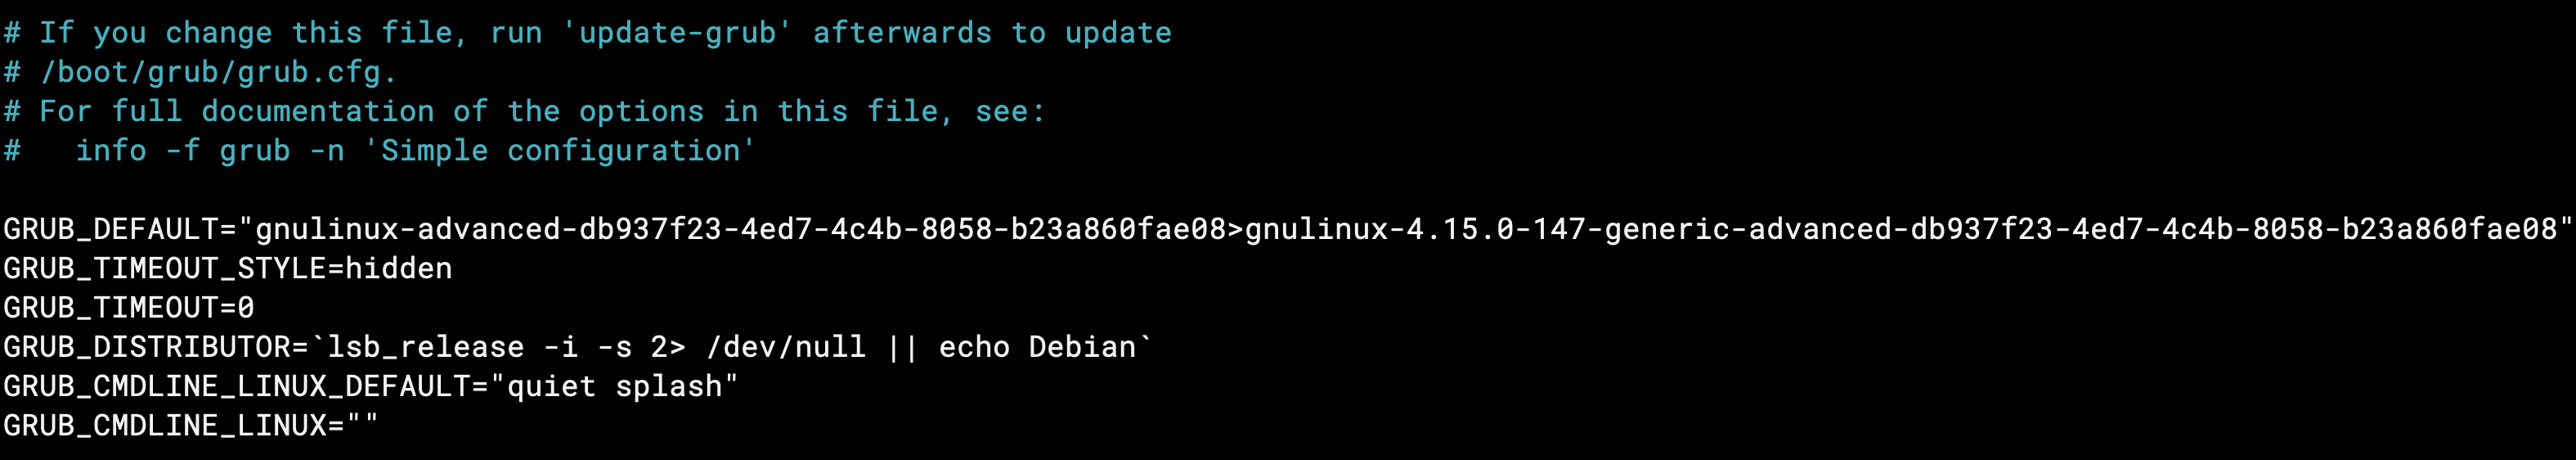 # If you change this file, run 'update-grub' afterwards to update
# /boot/grub/grub.cfg.
# For full documentation of the options in this file, see:
#   info -f grub -n 'Simple configuration'

GRUB_DEFAULT="gnulinux-advanced-db937f23-4ed7-4c4b-8058-b23a860fae08>gnulinux-4.15.0-147-generic-advanced-db937f23-4ed7-4c4b-8058-b23a860fae08"
GRUB_TIMEOUT_STYLE=hidden
GRUB_TIMEOUT=0
GRUB_DISTRIBUTOR=`lsb_release -i -s 2> /dev/null || echo Debian`
GRUB_CMDLINE_LINUX_DEFAULT="quiet splash"
GRUB_CMDLINE_LINUX=""